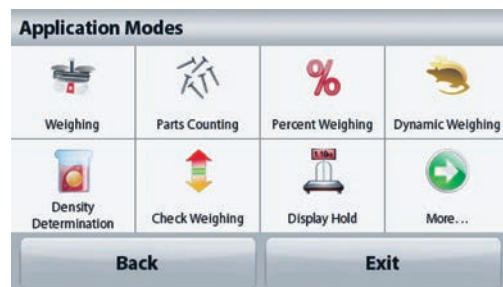 Application Modes
Weighing
Parts Counting
Percent Weighing
Dynamic Weighing
Density
Determination
Check Weighing
Display Hold
More...
Back
Exit